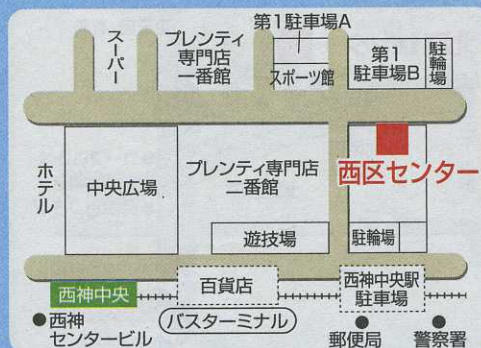 第1駐車場A
スーパー
プレンティ
専門店
一番館
スポーツ館
第1
駐車場B
駐輪場
ホテル
中央広場
プレンティ専門店
二番館
西区センター
遊技場
駐輪場
西神中央
百貨店
西神中央駅
駐車場
●西神
センタービル
バスターミナル
●
郵便局
●
警察署